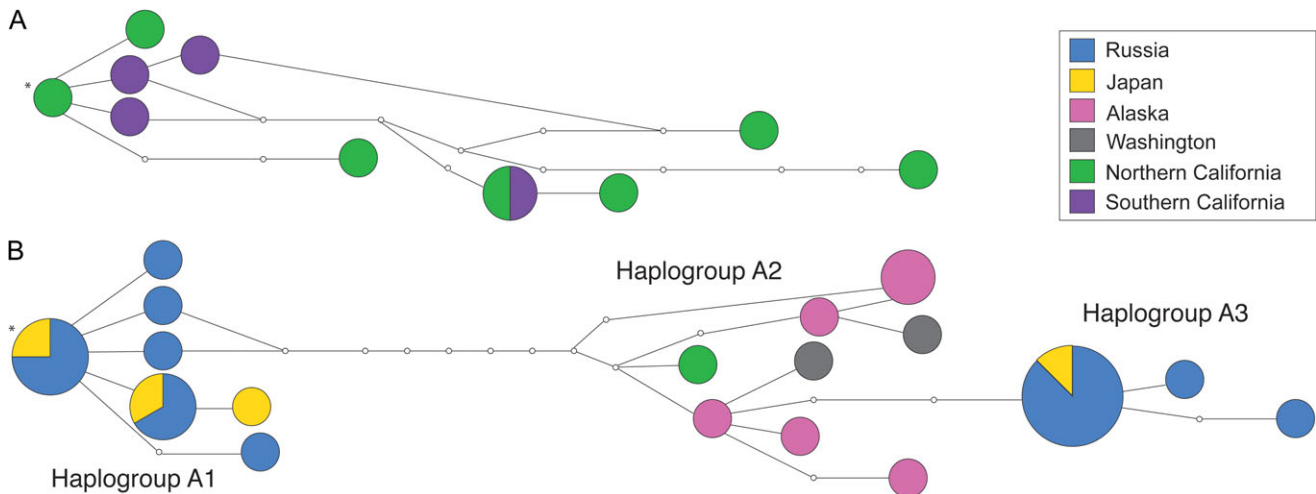 A
*
Russia
Japan
Alaska
Washington
Northern California
Southern California
B
Haplogroup A2
Haplogroup A3
*
Haplogroup A1